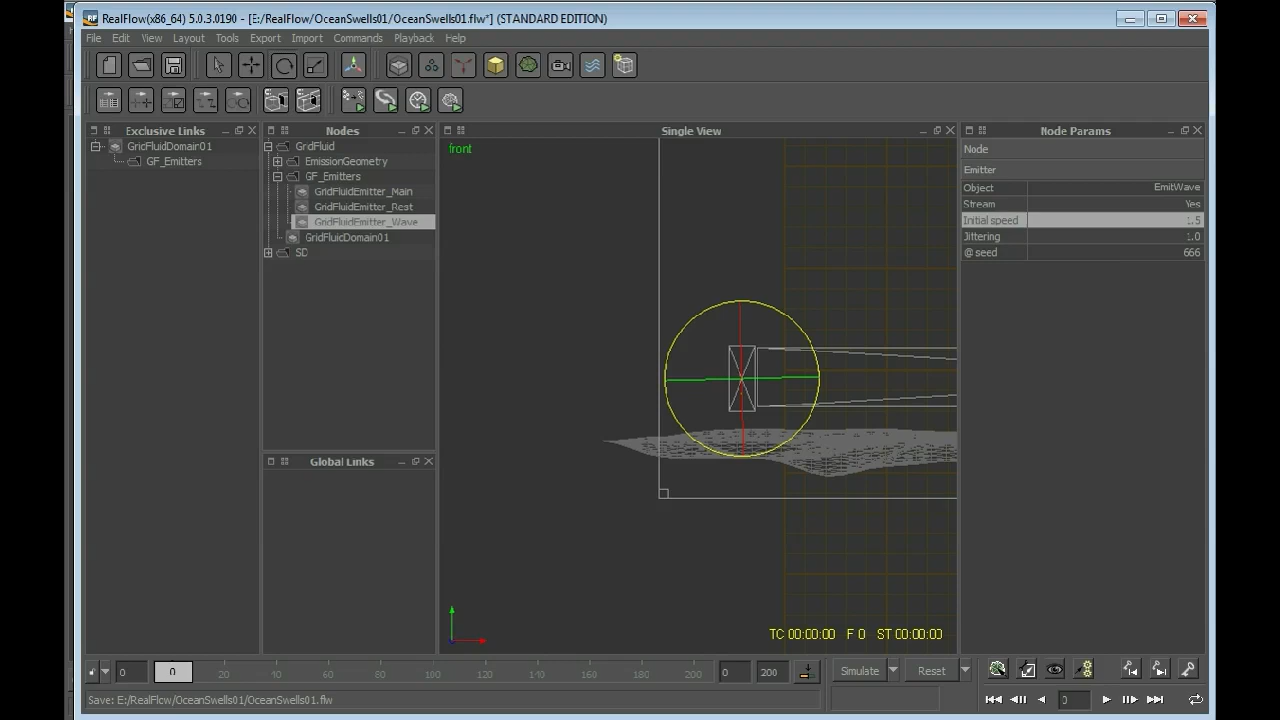 RealFlow(x86_64) 5.0.3.0190 - [E:/RealFlow/OceanSwells01/OceanSwells01.flw*] (STANDARD EDITION)
File Edit View Layout Tools Export Import Commands Playback Help
Exclusive Links
GridFluidDomain01
GF_Emitters
Nodes
GridFluid
EmissionGeometry
GF_Emitters
GridFluidEmitter_Main
GridFluidEmitter_Rest
GridFluidEmitter_Wave
GridFluidDomain01
SD
Global Links
Single View
front
TC 00:00:00 F 0 ST 00:00:00
Node Params
Node
Emitter
Object EmitWave
Stream Yes
Initial speed 1.5
Jittering 1.0
@ seed 666
0 0 20 40 60 80 100 120 140 160 180 200 0 200
Simulate Reset
Save: E:/RealFlow/OceanSwells01/OceanSwells01.flw
0